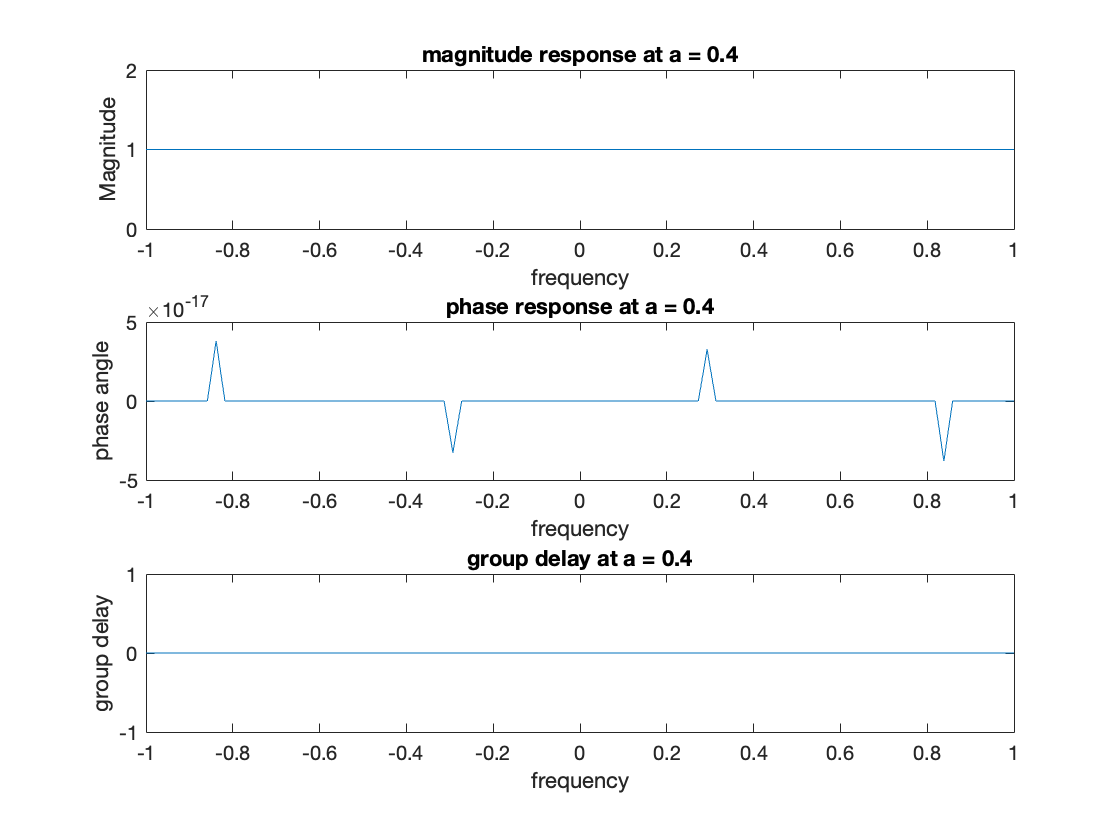 magnitude response at a = 0.4
2
1
0
Magnitude
-1 -0.8 -0.6 -0.4 -0.2 0 0.2 0.4 0.6 0.8 1
frequency
×10^-17
phase response at a = 0.4
5
0
-5
phase angle
-1 -0.8 -0.6 -0.4 -0.2 0 0.2 0.4 0.6 0.8 1
frequency
group delay at a = 0.4
1
0
-1
group delay
-1 -0.8 -0.6 -0.4 -0.2 0 0.2 0.4 0.6 0.8 1
frequency